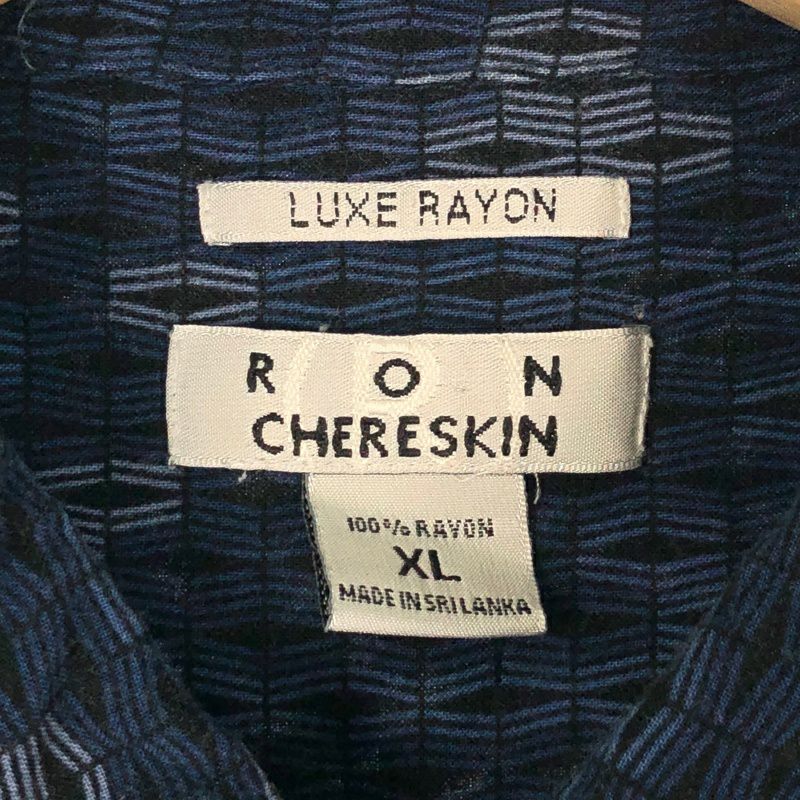 LUXE RAYON
R O N
CHERESKIN
100% RAYON
XL
MADE IN SRI LANKA